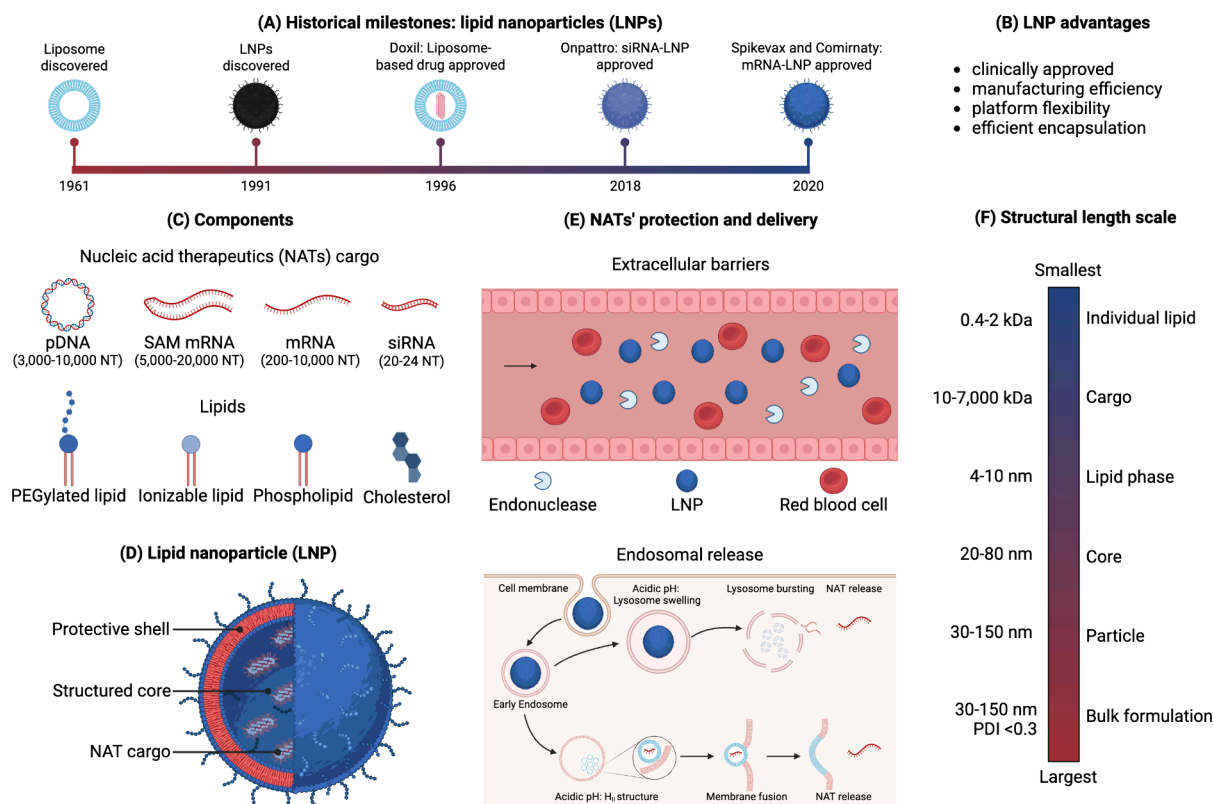 (A) Historical milestones: lipid nanoparticles (LNPs)
Liposome
discovered
LNPs
discovered
Doxil: Liposome-
based drug approved
Onpattro: siRNA-LNP
approved
Spikevax and Comirnaty:
mRNA-LNP approved
1961
1991
1996
2018
2020
(B) LNP advantages
• clinically approved
• manufacturing efficiency
• platform flexibility
• efficient encapsulation
(C) Components
Nucleic acid therapeutics (NATs) cargo
pDNA
(3,000-10,000 NT)
SAM mRNA
(5,000-20,000 NT)
mRNA
(200-10,000 NT)
siRNA
(20-24 NT)
Lipids
PEGylated lipid
Ionizable lipid
Phospholipid
Cholesterol
(D) Lipid nanoparticle (LNP)
Protective shell
Structured core
NAT cargo
(E) NATs' protection and delivery
Extracellular barriers
Endonuclease
LNP
Red blood cell
Endosomal release
Cell membrane
Acidic pH:
Lysosome swelling
Lysosome bursting
NAT release
Early Endosome
Acidic pH: HII structure
Membrane fusion
NAT release
(F) Structural length scale
Smallest
0.4-2 kDa
Individual lipid
10-7,000 kDa
Cargo
4-10 nm
Lipid phase
20-80 nm
Core
30-150 nm
Particle
30-150 nm
PDI <0.3
Bulk formulation
Largest